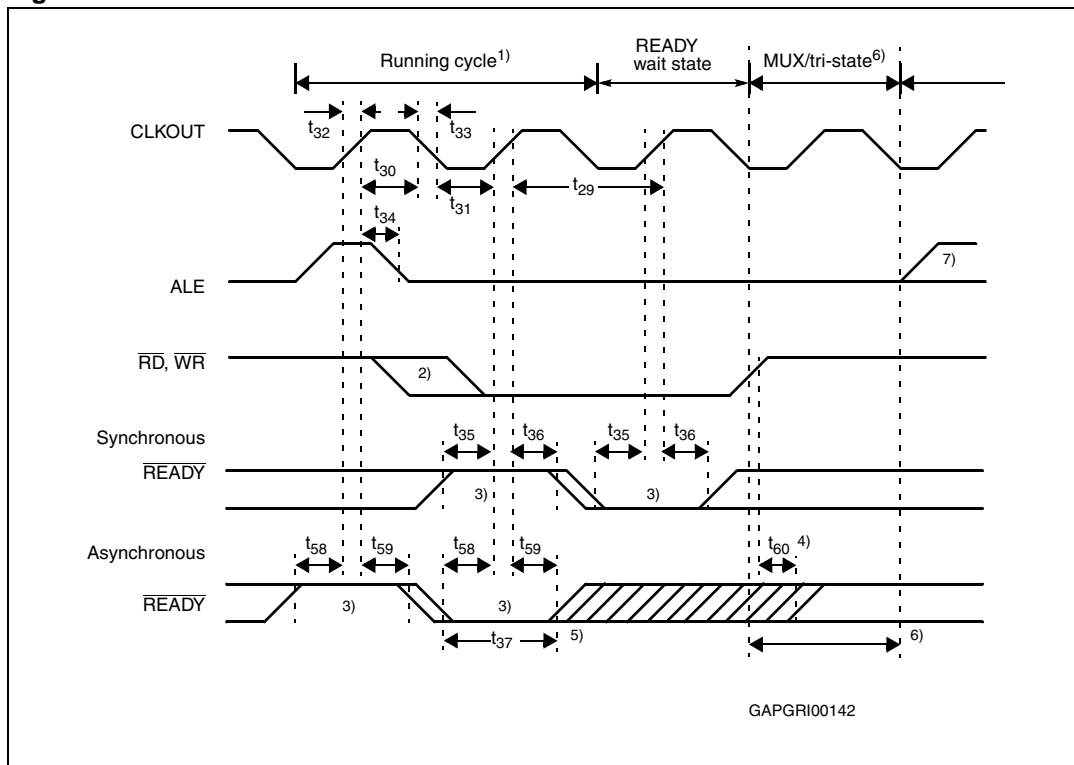 READY
Running cycle1) wait state MUX/tri-state6)
CLKOUT t32 t33
t30
t31 t29
t34
ALE 7)
RD, WR 2)
Synchronous t35 t36 t35 t36
READY 3) 3)
Asynchronous t58 t59 t58 t59 t60 4)
READY 3) 3)
t37 5) 6)
GAPGRI00142